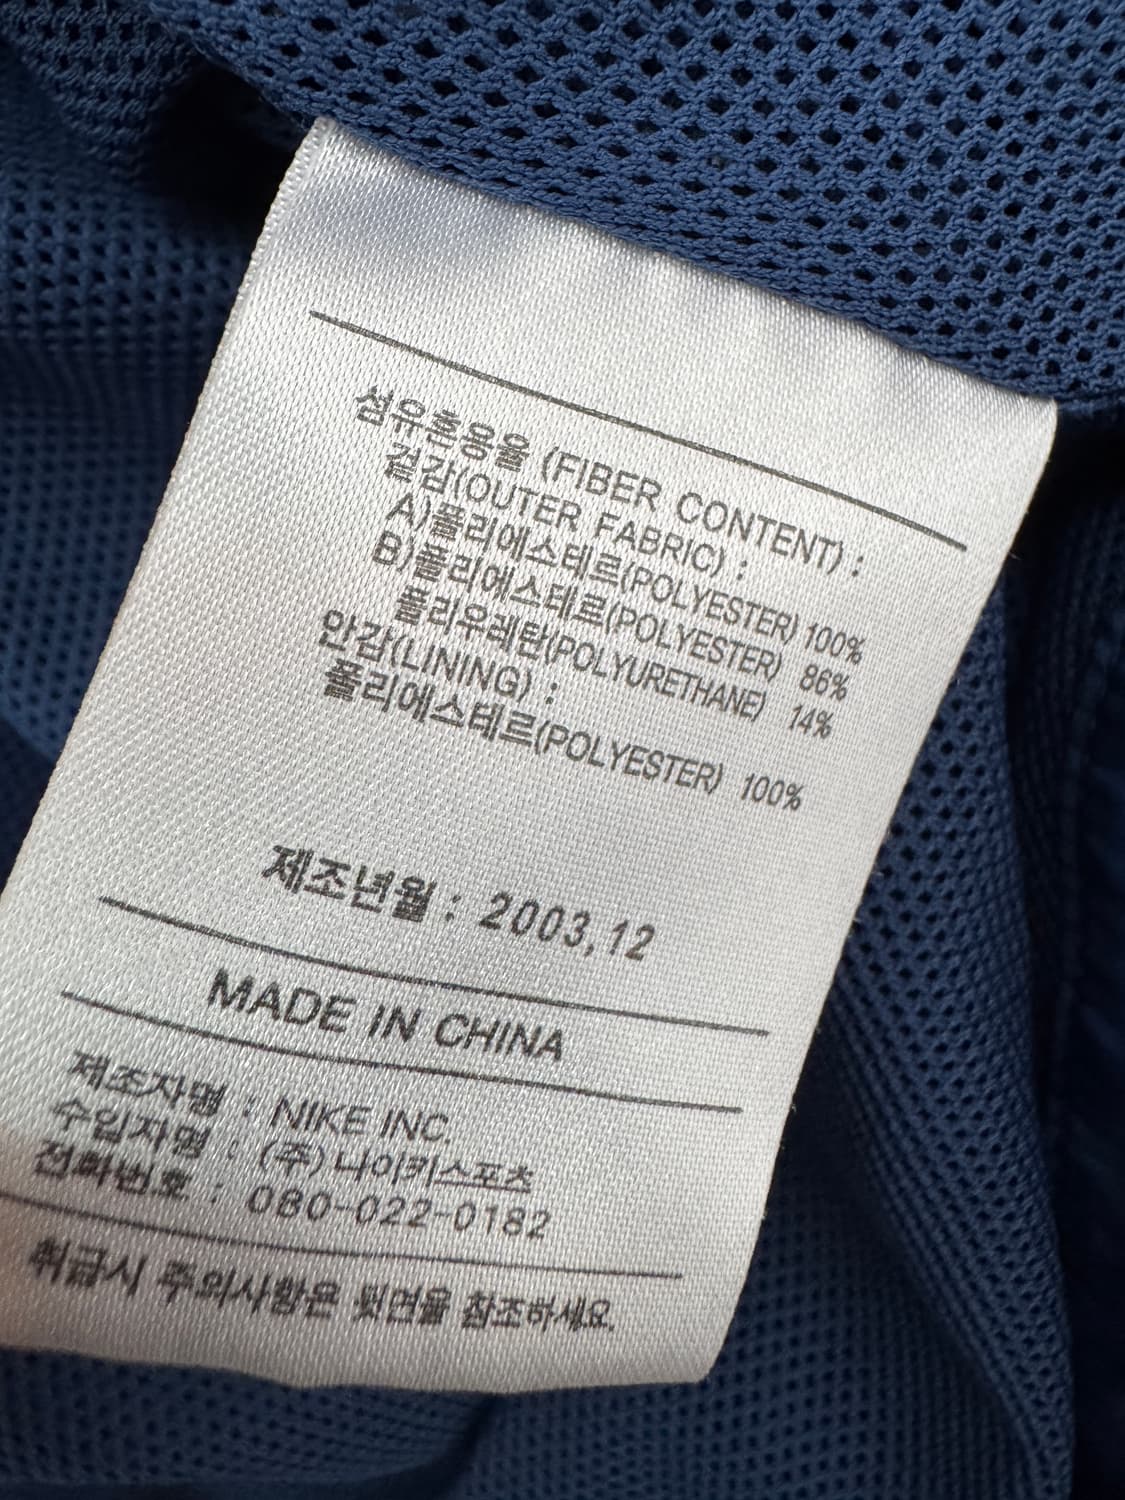 섬유혼용율 (FIBER CONTENT) :
겉감(OUTER FABRIC) :
A)폴리에스테르(POLYESTER) 100%
B)폴리에스테르(POLYESTER) 86%
폴리우레탄(POLYURETHANE) 14%
안감(LINING) :
폴리에스테르(POLYESTER) 100%
제조년월 : 2003,12
MADE IN CHINA
제조자명 : NIKE INC.
수입자명 : (주)나이키스포츠
전화번호 : 080-022-0182
취급시 주의사항은 뒷면을 참조하세요.